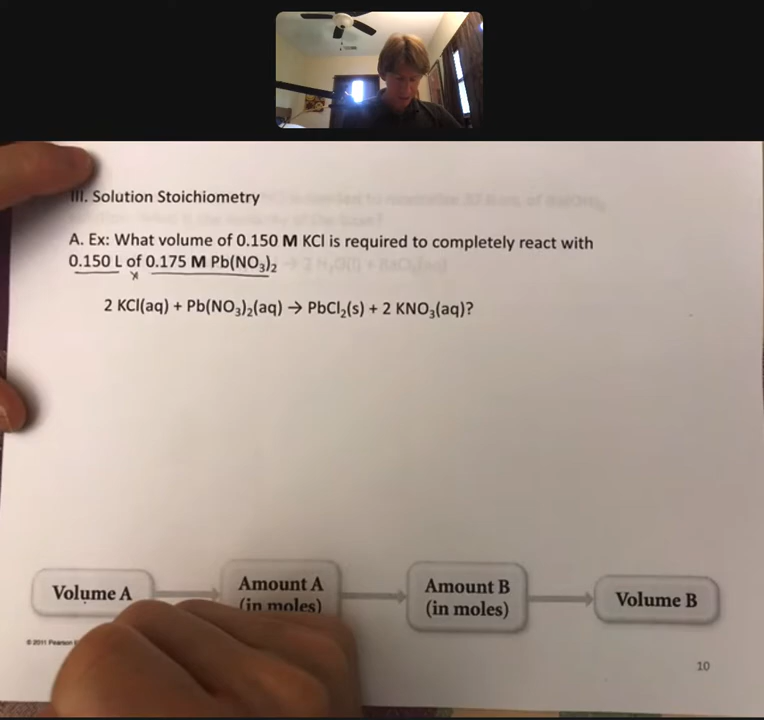 III. Solution Stoichiometry
A. Ex: What volume of 0.150 M KCl is required to completely react with
0.150 L of 0.175 M Pb(NO₃)₂
x
2 KCl(aq) + Pb(NO₃)₂(aq) → PbCl₂(s) + 2 KNO₃(aq)?
Volume A
Amount A
(in moles)
Amount B
(in moles)
Volume B
© 2011 Pearson
10